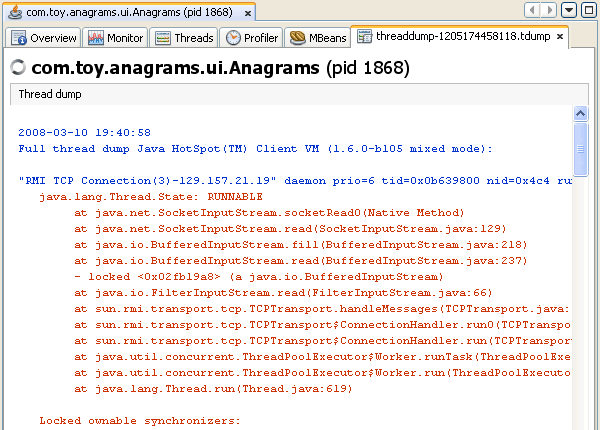 com.toy.anagrams.ui.Anagrams (pid 1868)
Overview Monitor Threads Profiler MBeans threaddump-1205174458118.tdump
com.toy.anagrams.ui.Anagrams (pid 1868)
Thread dump
2008-03-10 19:40:58
Full thread dump Java HotSpot(TM) Client VM (1.6.0-b105 mixed mode):
"RMI TCP Connection(3)-129.157.21.19" daemon prio=6 tid=0x0b639800 nid=0x4c4 ru
java.lang.Thread.State: RUNNABLE
at java.net.SocketInputStream.socketRead0(Native Method)
at java.net.SocketInputStream.read(SocketInputStream.java:129)
at java.io.BufferedInputStream.fill(BufferedInputStream.java:218)
at java.io.BufferedInputStream.read(BufferedInputStream.java:237)
- locked <0x02fb19a8> (a java.io.BufferedInputStream)
at java.io.FilterInputStream.read(FilterInputStream.java:66)
at sun.rmi.transport.tcp.TCPTransport.handleMessages(TCPTransport.java:
at sun.rmi.transport.tcp.TCPTransport$ConnectionHandler.run0(TCPTranspo
at sun.rmi.transport.tcp.TCPTransport$ConnectionHandler.run(TCPTransport
at java.util.concurrent.ThreadPoolExecutor$Worker.runTask(ThreadPoolExe
at java.util.concurrent.ThreadPoolExecutor$Worker.run(ThreadPoolExecuto
at java.lang.Thread.run(Thread.java:619)
Locked ownable synchronizers: